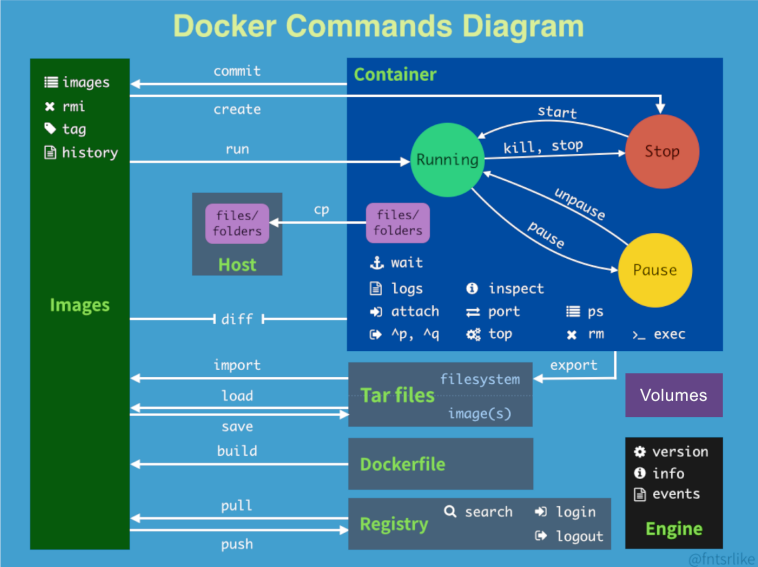 Docker Commands Diagram
images
rmi
tag
history
Images
commit
create
run
Container
Running
start
kill, stop
Stop
unpause
pause
Pause
files/
folders
Host
cp
files/
folders
wait
logs
attach
^p, ^q
inspect
port
top
ps
rm
>_ exec
diff
import
load
save
Tar files
filesystem
image(s)
export
Volumes
build
Dockerfile
pull
push
Registry
search
login
logout
version
info
events
Engine
@fntsrlike